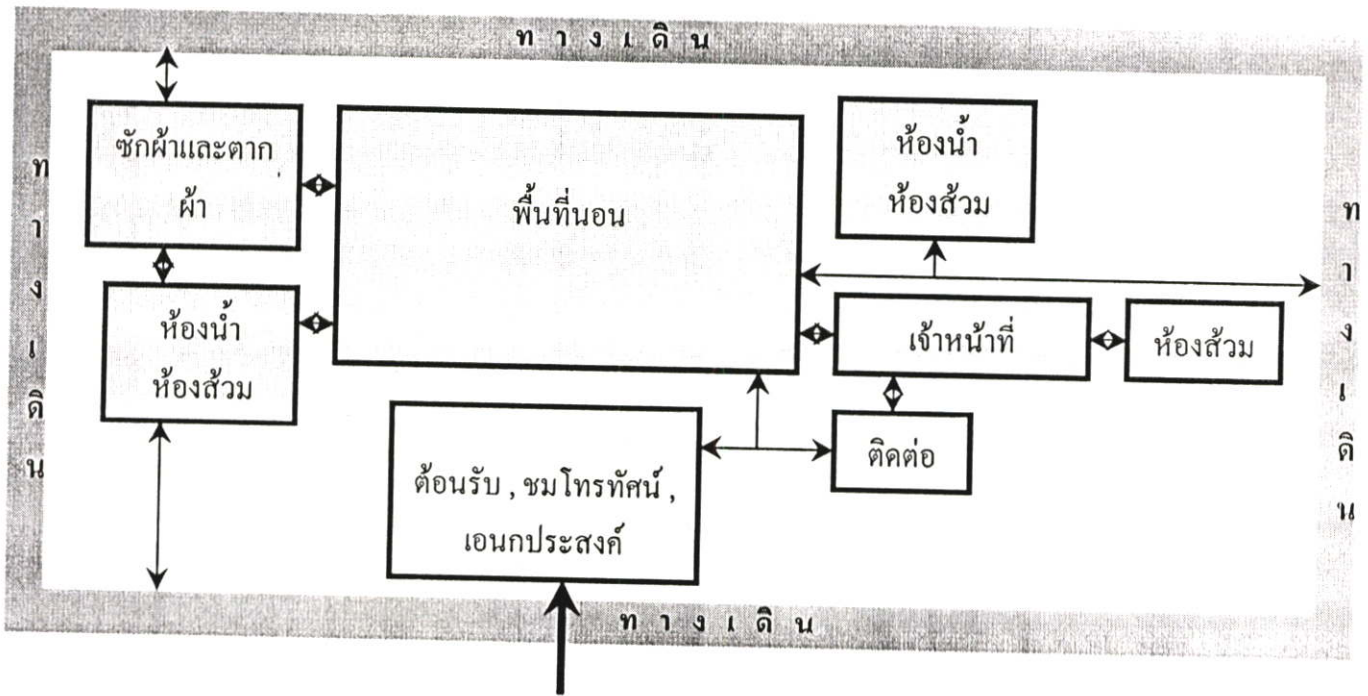 ทางเดิน
ซักผ้าและตาก
ผ้า
พื้นที่นอน
ห้องน้ำ
ห้องส้วม
ทางเดิน
ทางเดิน
ห้องน้ำ
ห้องส้วม
เจ้าหน้าที่
ห้องส้วม
ติดต่อ
ต้อนรับ , ชมโทรทัศน์ ,
เอนกประสงค์
ทางเดิน